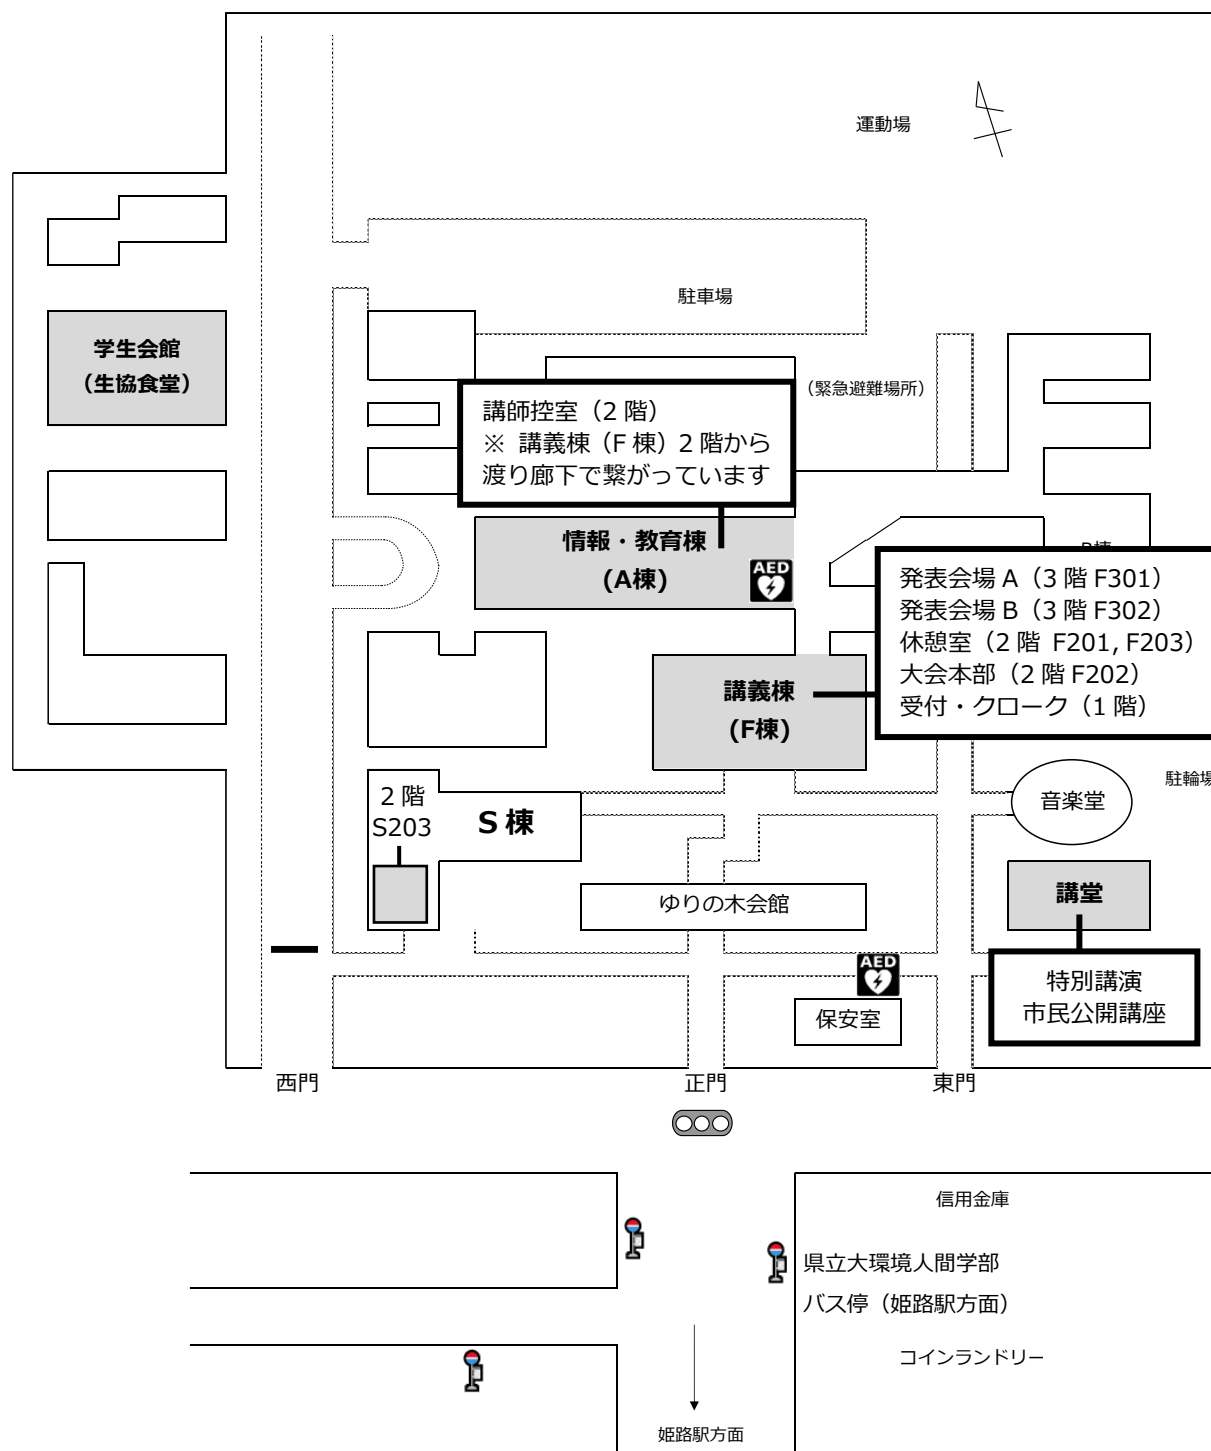 運動場
駐車場
学生会館
（生協食堂）
（緊急避難場所）
講師控室（2 階）
※ 講義棟（F 棟）2 階から
渡り廊下で繋がっています
情報・教育棟
(A棟)
AED
発表会場 A（3 階 F301）
発表会場 B（3 階 F302）
休憩室（2 階 F201, F203）
大会本部（2 階 F202）
受付・クローク（1 階）
講義棟
(F棟)
駐輪場
2 階
S203
S 棟
音楽堂
講堂
ゆりの木会館
AED
保安室
特別講演
市民公開講座
西門
正門
東門
信用金庫
県立大環境人間学部
バス停（姫路駅方面）
コインランドリー
姫路駅方面